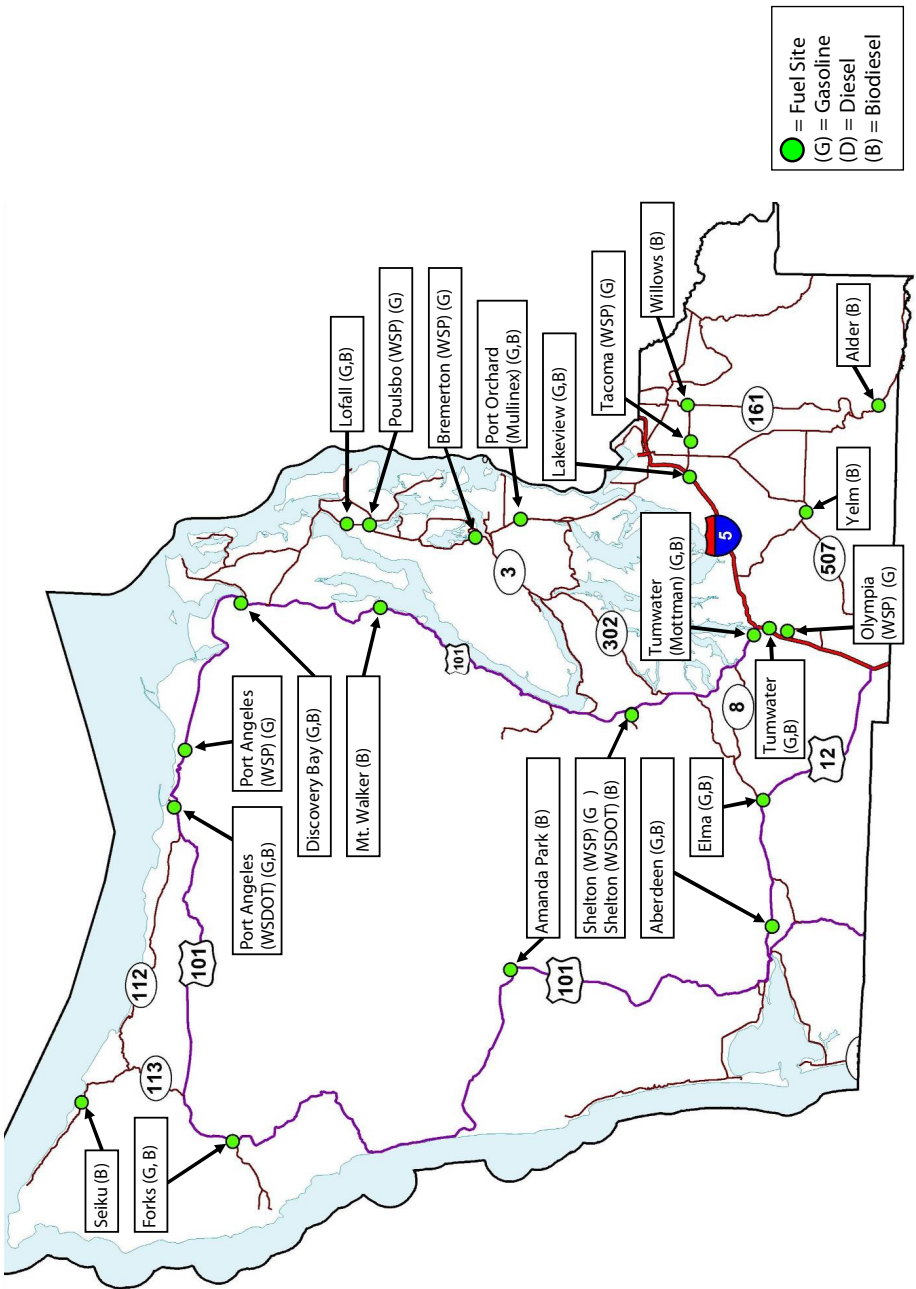 Seiku (B)
Forks (G, B)
Port Angeles
(WSDOT) (G,B)
Port Angeles
(WSP) (G)
Discovery Bay (G,B)
Mt. Walker (B)
Lofall (G,B)
Poulsbo (WSP) (G)
Bremerton (WSP) (G)
Port Orchard
(Mullinex) (G,B)
Lakeview (G,B)
Tacoma (WSP) (G)
Willows (B)
Amanda Park (B)
Shelton (WSP) (G )
Shelton (WSDOT) (B)
Aberdeen (G,B)
Elma (G,B)
Tumwater
(Mottman) (G,B)
Tumwater
(G,B)
Olympia
(WSP) (G)
Yelm (B)
Alder (B)
112
113
101
101
101
3
302
8
12
5
507
161
= Fuel Site
(G) = Gasoline
(D) = Diesel
(B) = Biodiesel